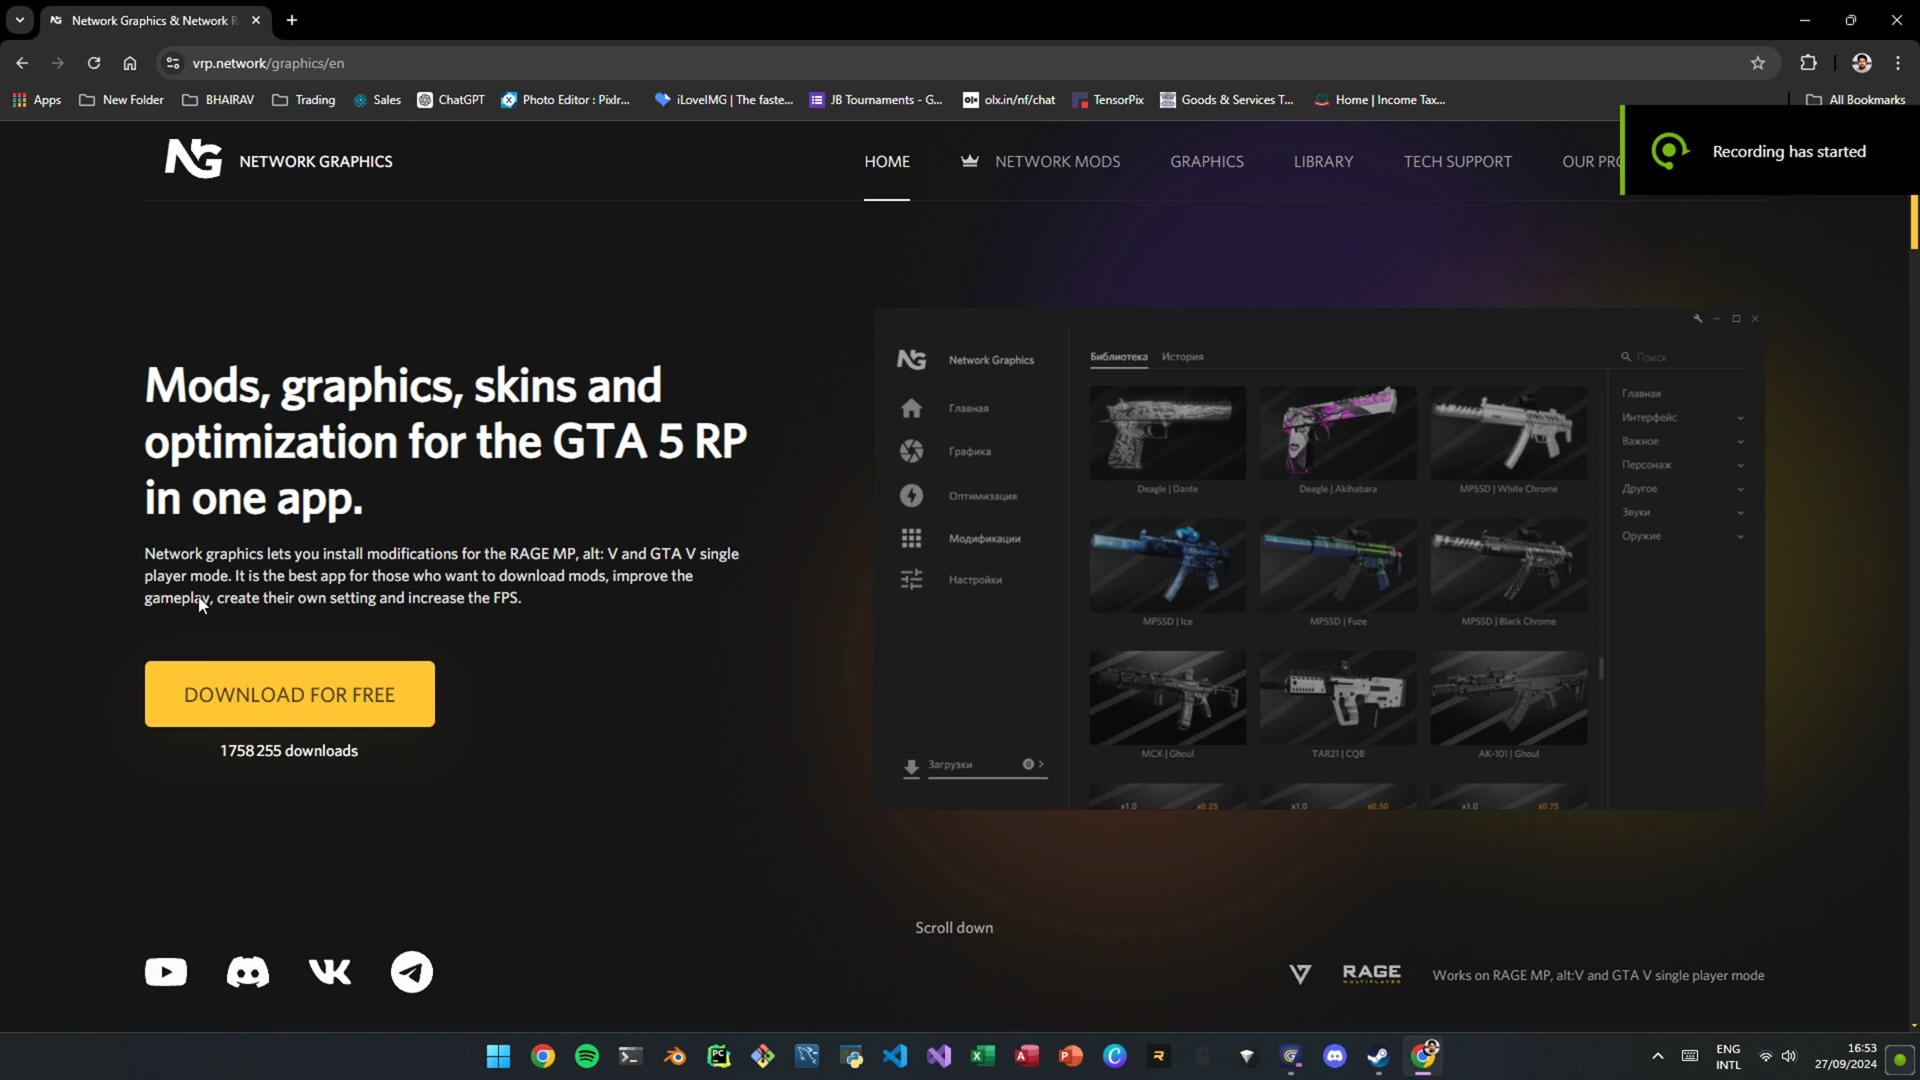 Network Graphics & Network R
vrp.network/graphics/en
Apps
New Folder
BHAIRAV
Trading
Sales
ChatGPT
Photo Editor : Pixlr...
iLoveIMG | The faste...
JB Tournaments - G...
olx
olx.in/nf/chat
TensorPix
Goods & Services T...
Home | Income Tax...
All Bookmarks
NG NETWORK GRAPHICS
HOME
NETWORK MODS
GRAPHICS
LIBRARY
TECH SUPPORT
OUR PRO
Recording has started
Mods, graphics, skins and
optimization for the GTA 5 RP
in one app.
Network graphics lets you install modifications for the RAGE MP, alt: V and GTA V single
player mode. It is the best app for those who want to download mods, improve the
gameplay, create their own setting and increase the FPS.
DOWNLOAD FOR FREE
1 758 255 downloads
NG Network Graphics
Главная
Графика
Оптимизация
Модификации
Настройки
Загрузки 0
Библиотека История
Поиск
Deagle | Dante
Deagle | Akihabara
MP5SD | White Chrome
MP5SD | Ice
MP5SD | Fuze
MP5SD | Black Chrome
MCX | Ghoul
TAR21 | CQB
AK-101 | Ghoul
x1.0 x0.25
x1.0 x0.50
x1.0 x0.75
Главная
Интерфейс
Важное
Персонаж
Другое
Звуки
Оружие
Scroll down
VK
RAGE
MULTIPLAYER
Works on RAGE MP, alt:V and GTA V single player mode
PC
ENG
INTL
16:53
27/09/2024